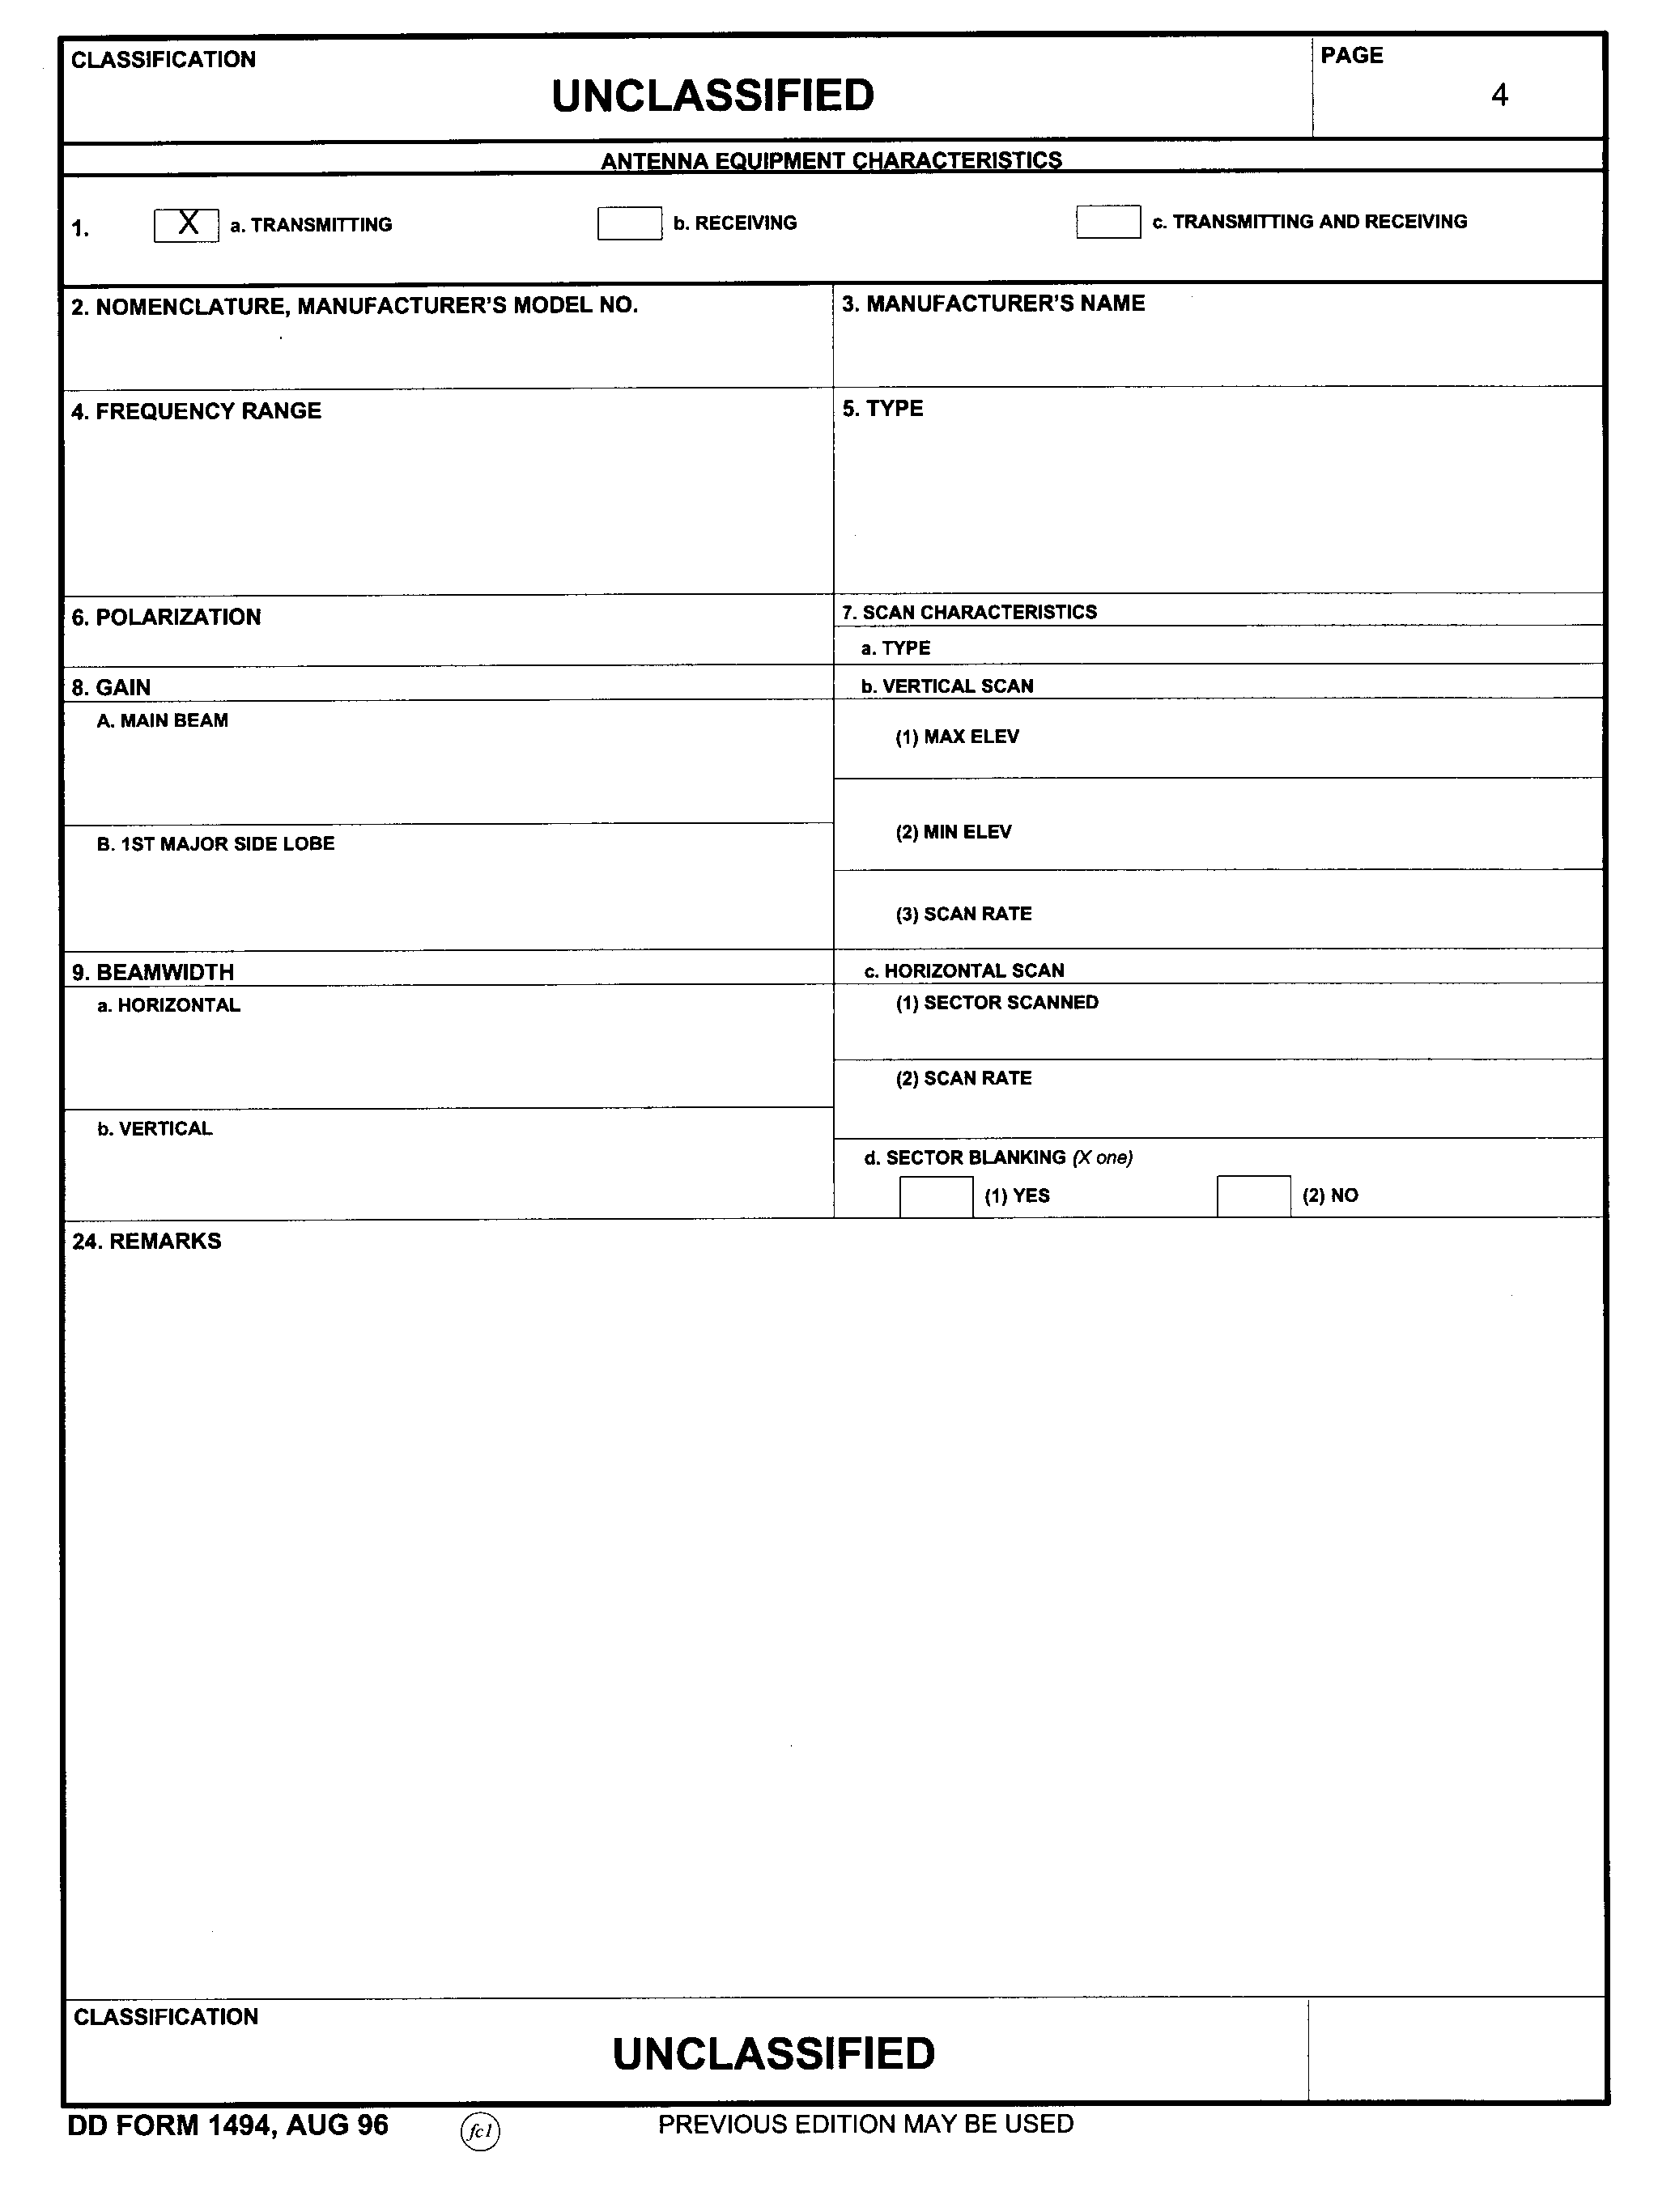 CLASSIFICATION
UNCLASSIFIED
PAGE
4
ANTENNA EQUIPMENT CHARACTERISTICS
1. X a. TRANSMITTING b. RECEIVING c. TRANSMITTING AND RECEIVING
2. NOMENCLATURE, MANUFACTURER'S MODEL NO.
3. MANUFACTURER'S NAME
4. FREQUENCY RANGE
5. TYPE
6. POLARIZATION
7. SCAN CHARACTERISTICS
a. TYPE
8. GAIN
b. VERTICAL SCAN
A. MAIN BEAM
(1) MAX ELEV
(2) MIN ELEV
B. 1ST MAJOR SIDE LOBE
(3) SCAN RATE
9. BEAMWIDTH
c. HORIZONTAL SCAN
a. HORIZONTAL
(1) SECTOR SCANNED
(2) SCAN RATE
b. VERTICAL
d. SECTOR BLANKING (X one)
(1) YES (2) NO
24. REMARKS
CLASSIFICATION
UNCLASSIFIED
DD FORM 1494, AUG 96 fc1 PREVIOUS EDITION MAY BE USED